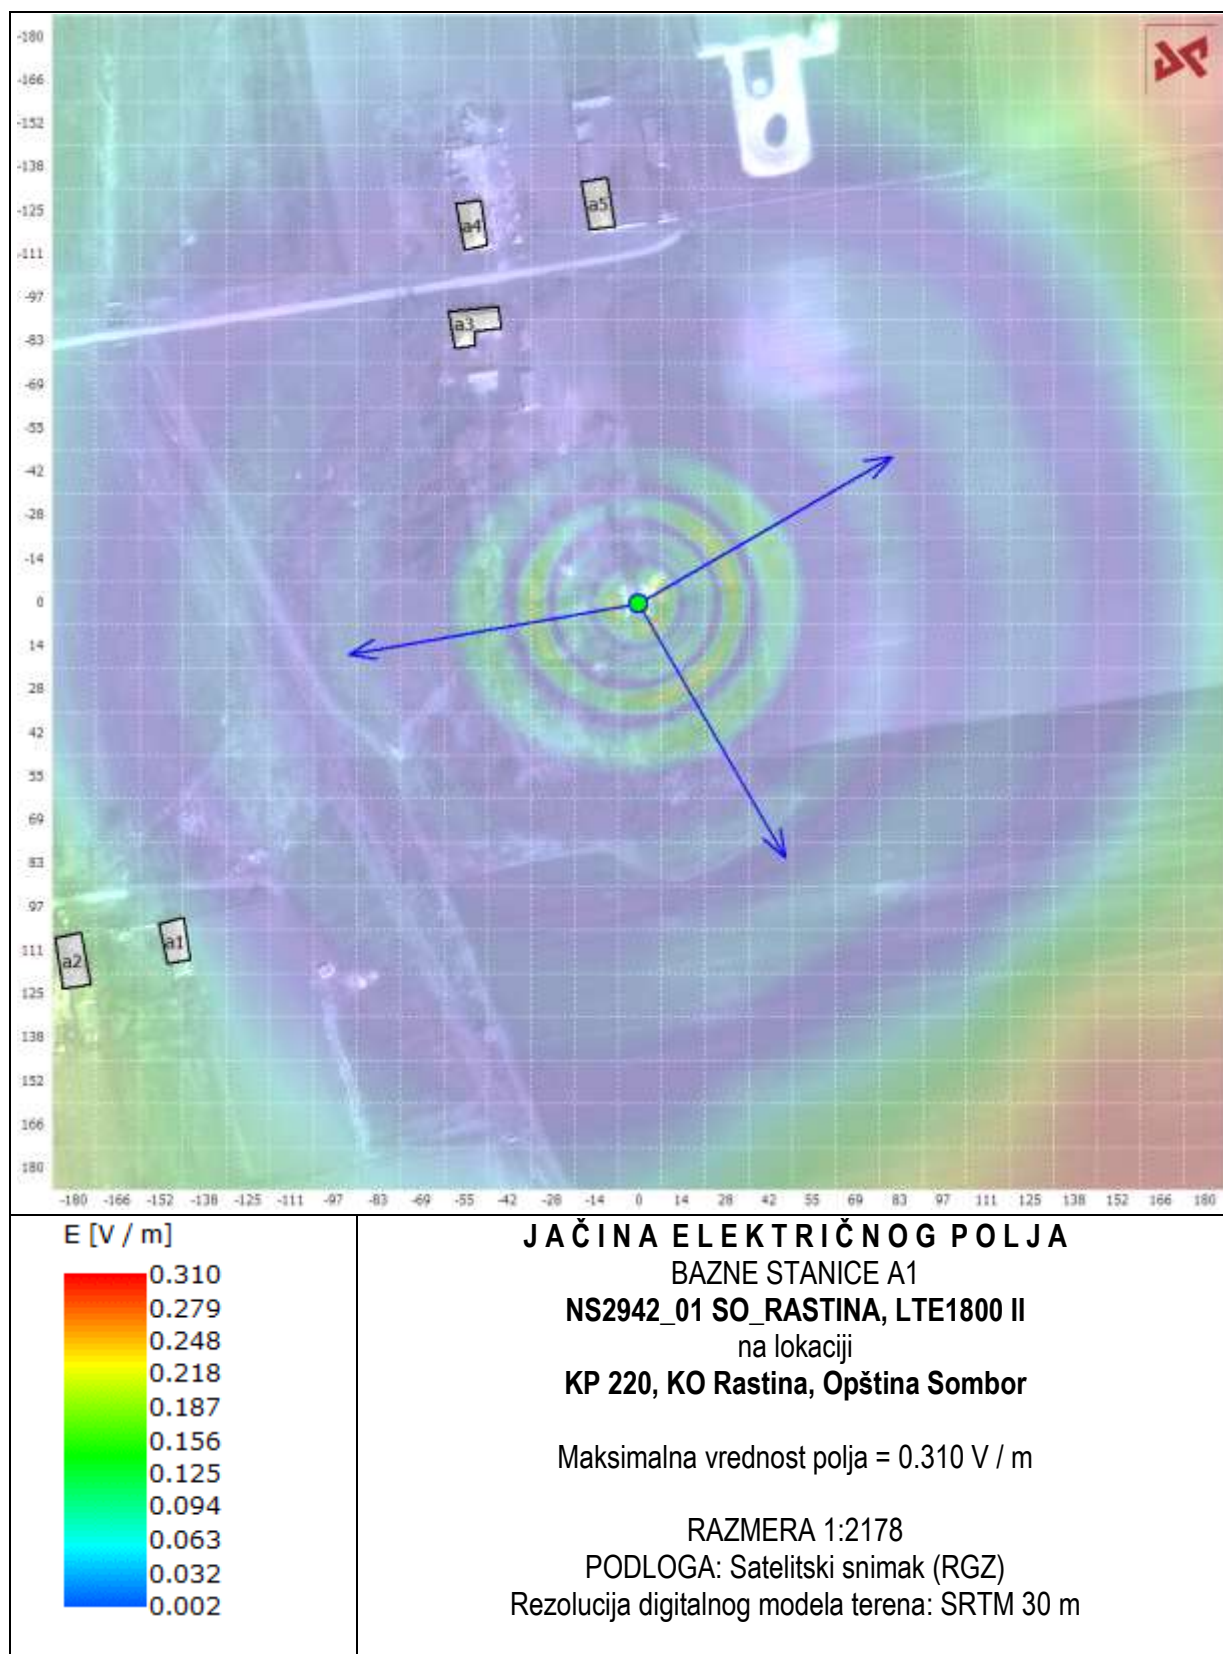 -180
-166
-152
-138
-125
-111
-97
-83
-69
-55
-42
-28
-14
0
14
28
42
55
69
83
97
111
125
138
152
166
180
a5
a4
a3
a1
a2
-180 -166 -152 -138 -125 -111 -97 -83 -69 -55 -42 -28 -14 0 14 28 42 55 69 83 97 111 125 138 152 166 180
E [V / m]
0.310
0.279
0.248
0.218
0.187
0.156
0.125
0.094
0.063
0.032
0.002
JAČINA ELEKTRIČNOG POLJA
BAZNE STANICE A1
NS2942_01 SO_RASTINA, LTE1800 II
na lokaciji
KP 220, KO Rastina, Opština Sombor
Maksimalna vrednost polja = 0.310 V / m
RAZMERA 1:2178
PODLOGA: Satelitski snimak (RGZ)
Rezolucija digitalnog modela terena: SRTM 30 m